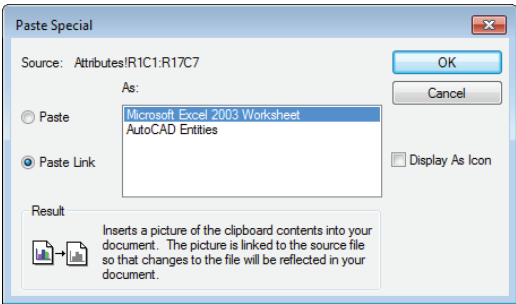 Paste Special
Source: Attributes!R1C1:R17C7
OK
As:
Cancel
Paste
Microsoft Excel 2003 Worksheet
AutoCAD Entities
Paste Link
Display As Icon
Result
Inserts a picture of the clipboard contents into your
document. The picture is linked to the source file
so that changes to the file will be reflected in your
document.